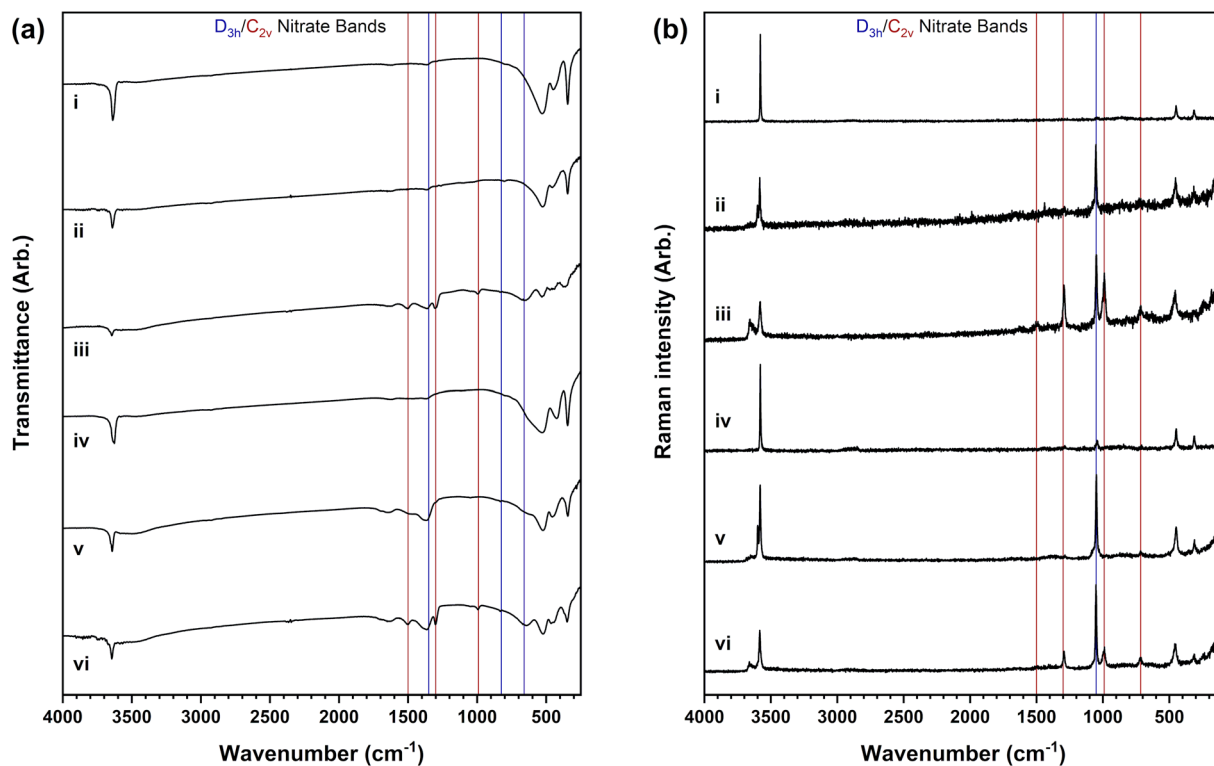 (a)
D3h/C2v Nitrate Bands
Transmittance (Arb.)
i
ii
iii
iv
v
vi
4000 3500 3000 2500 2000 1500 1000 500
Wavenumber (cm-1)
(b)
D3h/C2v Nitrate Bands
Raman intensity (Arb.)
i
ii
iii
iv
v
vi
4000 3500 3000 2500 2000 1500 1000 500
Wavenumber (cm-1)